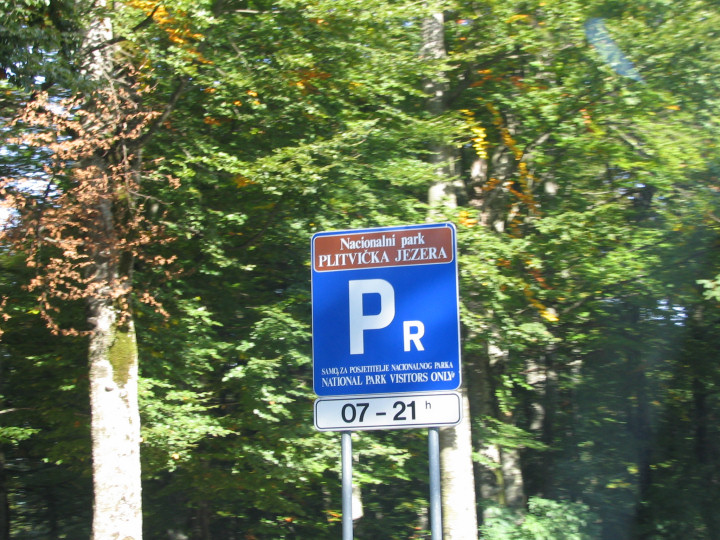 Nacionalni park
PLITVIČKA JEZERA
P R
SAMO ZA POSJETITELJE NACIONALNOG PARKA
NATIONAL PARK VISITORS ONLY
07 - 21 h